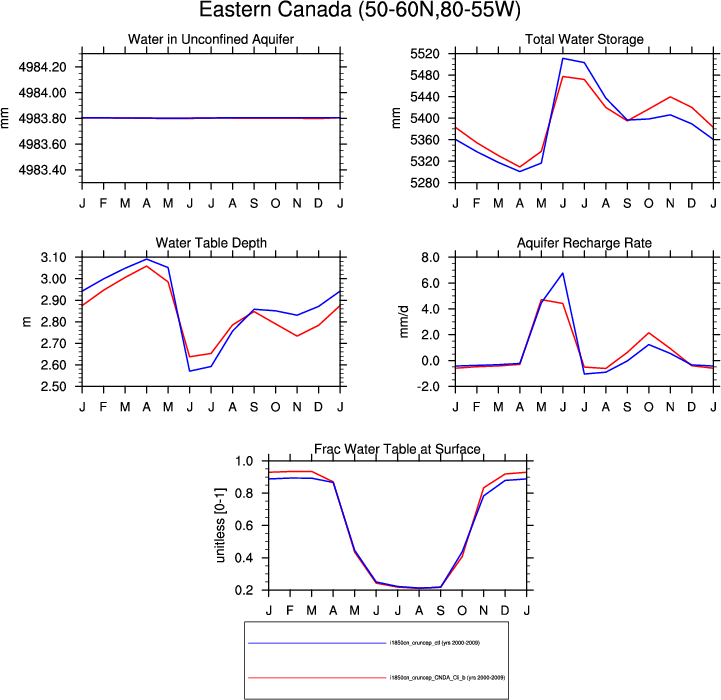 Eastern Canada (50-60N,80-55W)
Water in Unconfined Aquifer
4984.20
4984.00
4983.80
4983.60
4983.40
mm
J F M A M J J A S O N D J
Total Water Storage
5520
5480
5440
5400
5360
5320
5280
mm
J F M A M J J A S O N D J
Water Table Depth
3.10
3.00
2.90
2.80
2.70
2.60
2.50
m
J F M A M J J A S O N D J
Aquifer Recharge Rate
8.0
6.0
4.0
2.0
0.0
-2.0
mm/d
J F M A M J J A S O N D J
Frac Water Table at Surface
1.0
0.8
0.6
0.4
0.2
unitless [0-1]
J F M A M J J A S O N D J
i1850cn_cruncep_ctl (yrs 2000-2009)
i1850cn_cruncep_CNDA_Cli_b (yrs 2000-2009)